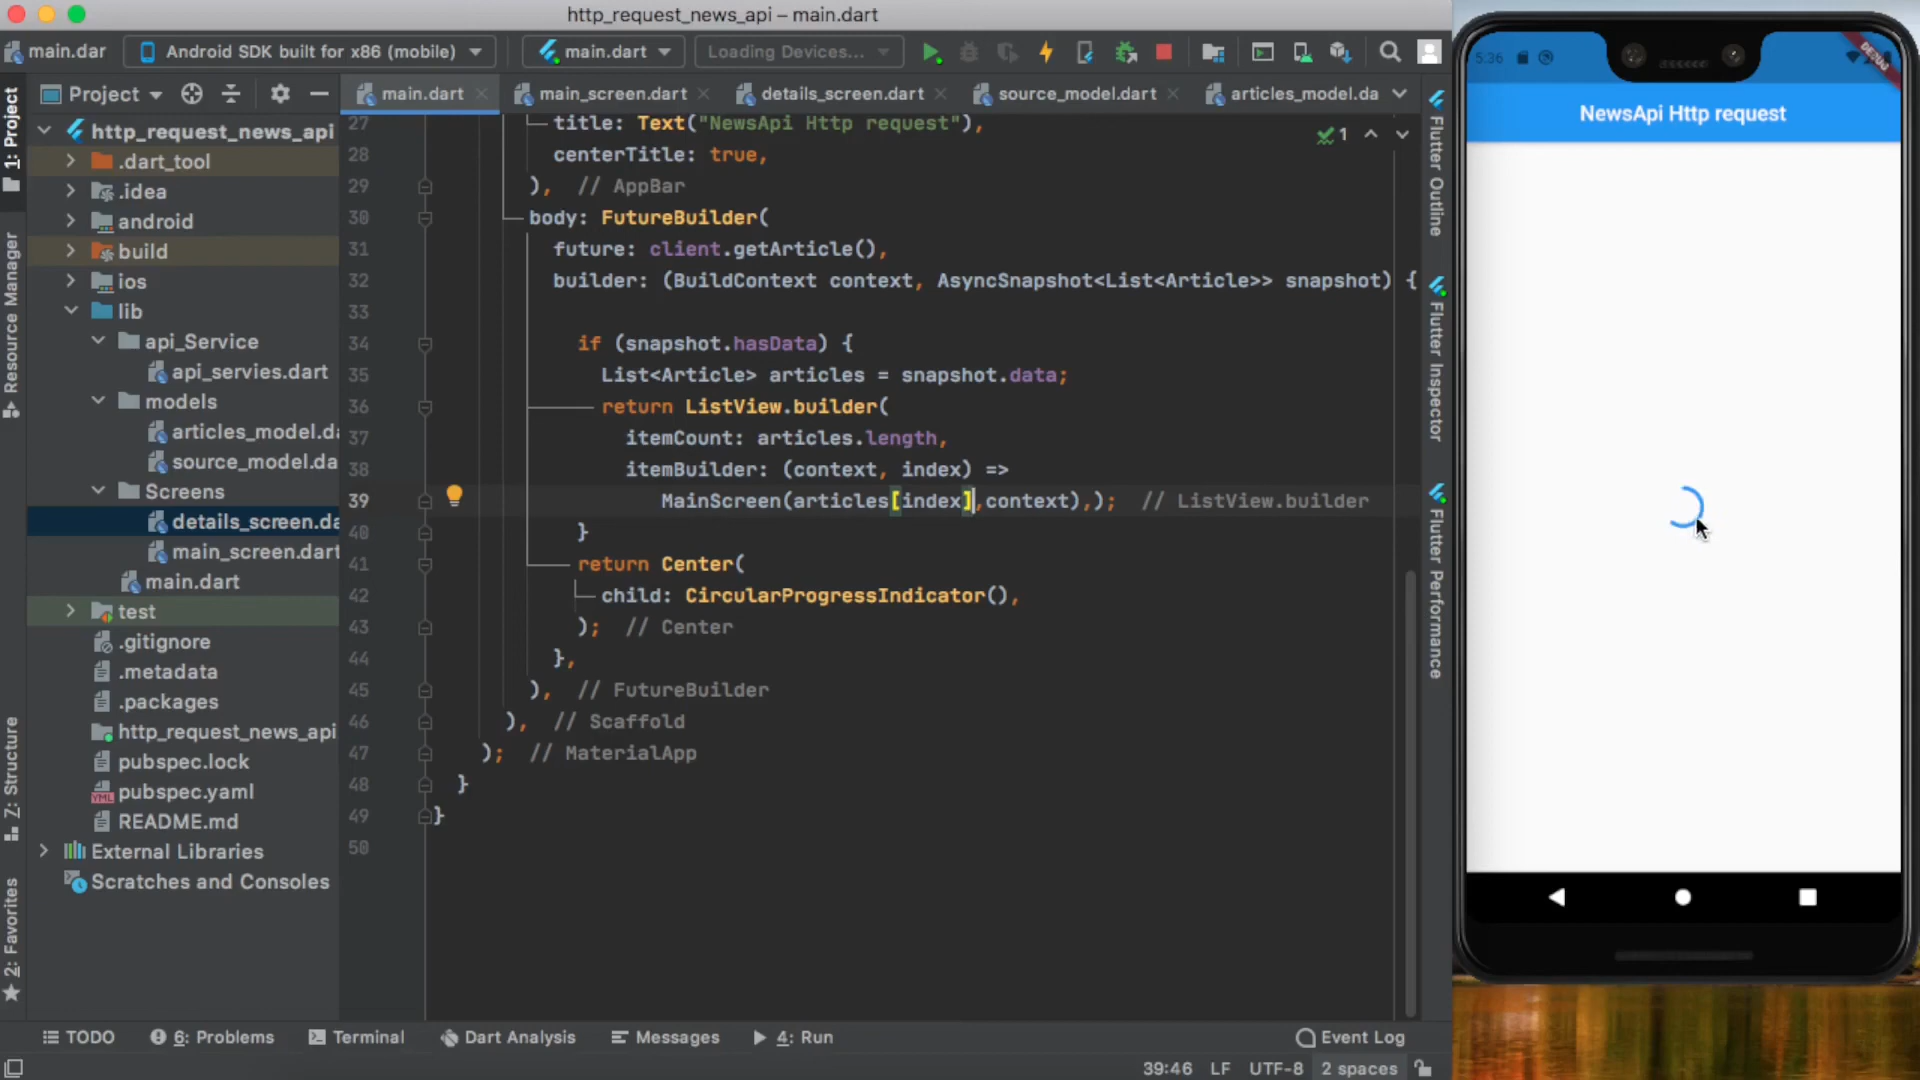 http_request_news_api – main.dart
main.dar
Android SDK built for x86 (mobile)
main.dart
Loading Devices...
Project
main.dart
main_screen.dart
details_screen.dart
source_model.dart
articles_model.da
1: Project
Resource Manager
Z: Structure
2: Favorites
http_request_news_api
.dart_tool
.idea
android
build
ios
lib
api_Service
api_servies.dart
models
articles_model.da
source_model.da
Screens
details_screen.da
main_screen.dart
main.dart
test
.gitignore
.metadata
.packages
http_request_news_api
pubspec.lock
pubspec.yaml
README.md
External Libraries
Scratches and Consoles
27 title: Text("NewsApi Http request"),
28 centerTitle: true,
29 ), // AppBar
30 body: FutureBuilder(
31 future: client.getArticle(),
32 builder: (BuildContext context, AsyncSnapshot<List<Article>> snapshot) {
33
34 if (snapshot.hasData) {
35 List<Article> articles = snapshot.data;
36 return ListView.builder(
37 itemCount: articles.length,
38 itemBuilder: (context, index) =>
39 MainScreen(articles[index],context),); // ListView.builder
40 }
41 return Center(
42 child: CircularProgressIndicator(),
43 ); // Center
44 },
45 ), // FutureBuilder
46 ), // Scaffold
47 ); // MaterialApp
48 }
49 }
50
1
Flutter Outline
Flutter Inspector
Flutter Performance
TODO
6: Problems
Terminal
Dart Analysis
Messages
4: Run
Event Log
39:46 LF UTF-8 2 spaces
5:36
DEBUG
NewsApi Http request